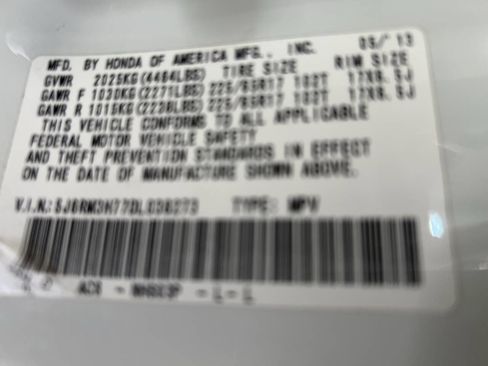 MFD. BY HONDA OF AMERICA MFG., INC. 05/'13
GVWR 2025KG(4464LBS) TIRE SIZE RIM SIZE
GAWR F 1030KG(2271LBS) 225/65R17 102T 17X6.5J
GAWR R 1015KG(2238LBS) 225/65R17 102T 17X6.5J
THIS VEHICLE CONFORMS TO ALL APPLICABLE
FEDERAL MOTOR VEHICLE SAFETY
AND THEFT PREVENTION STANDARDS IN EFFECT
ON THE DATE OF MANUFACTURE SHOWN ABOVE.
V.I.N: TYPE: MPV